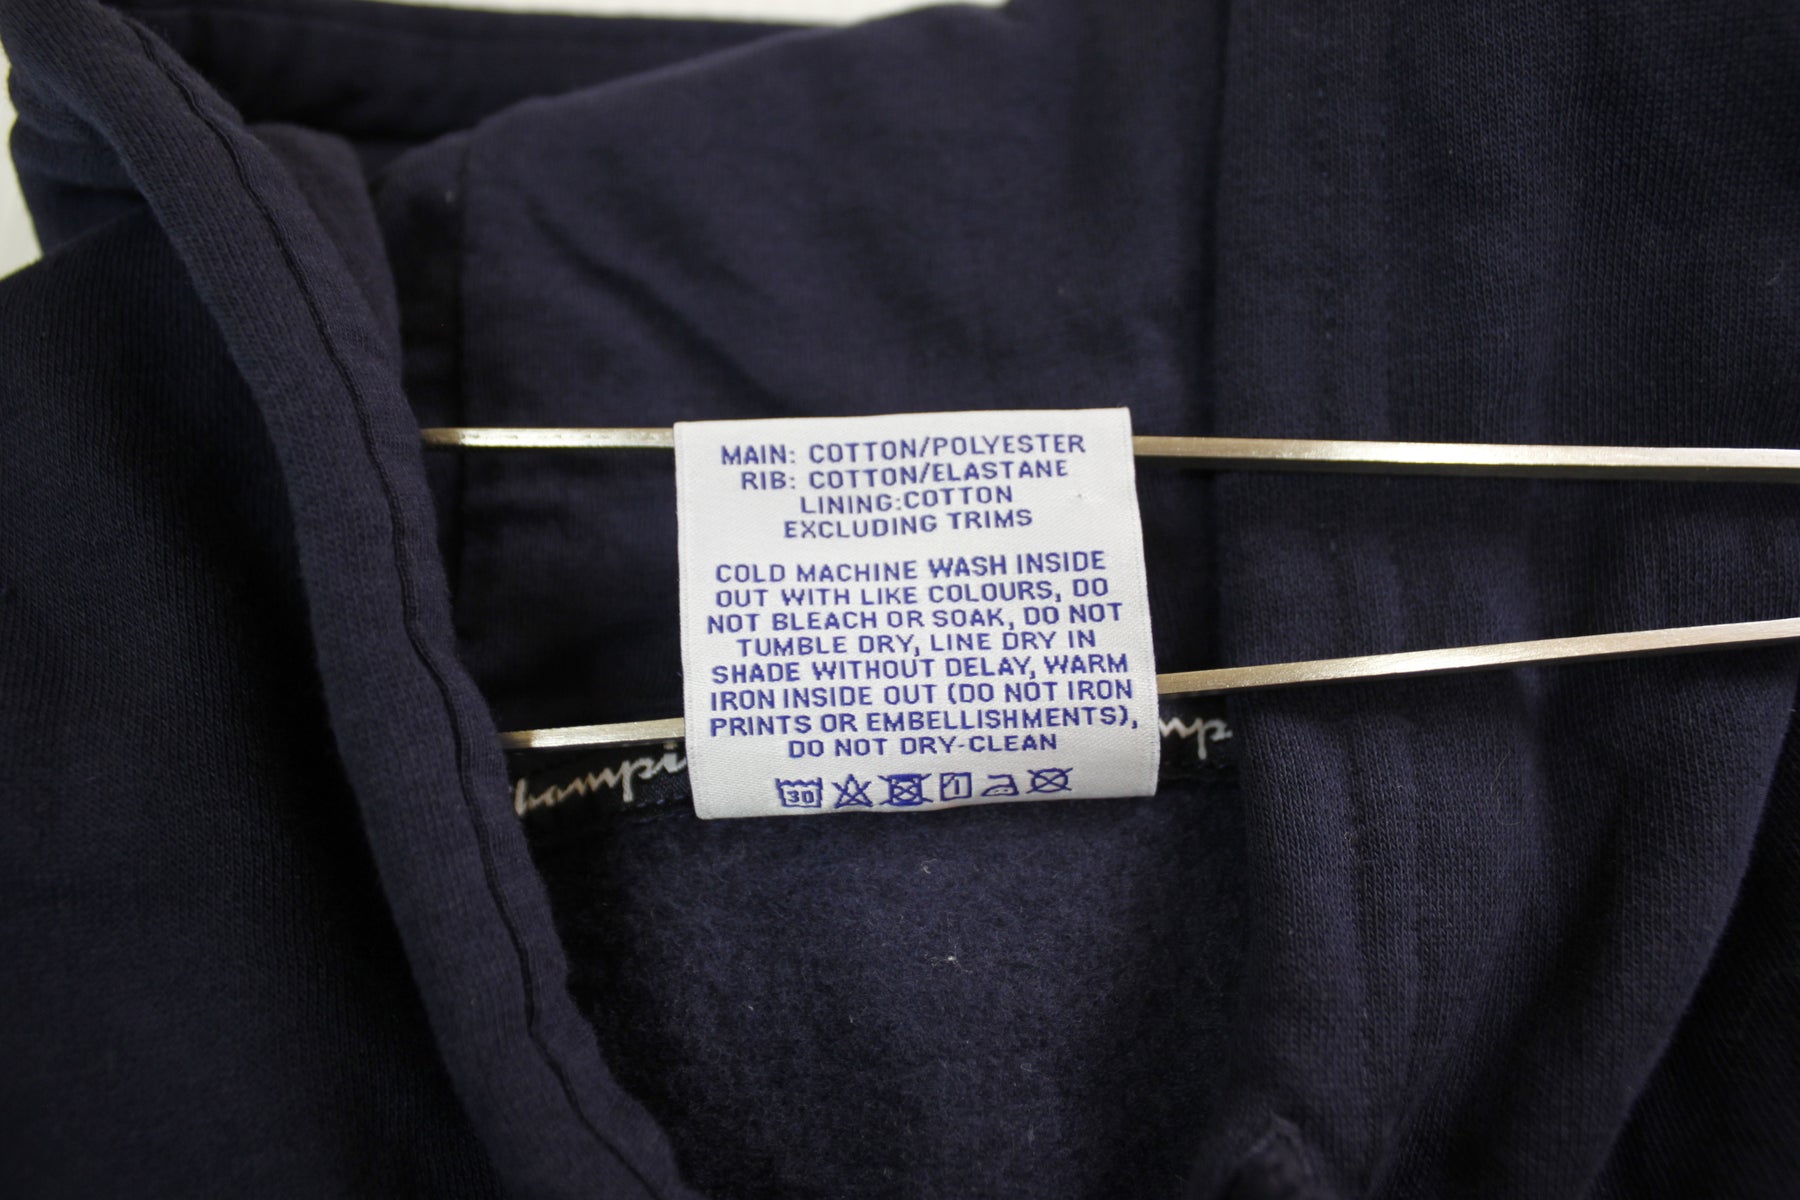 MAIN: COTTON/POLYESTER
RIB: COTTON/ELASTANE
LINING:COTTON
EXCLUDING TRIMS
COLD MACHINE WASH INSIDE
OUT WITH LIKE COLOURS, DO
NOT BLEACH OR SOAK, DO NOT
TUMBLE DRY, LINE DRY IN
SHADE WITHOUT DELAY, WARM
IRON INSIDE OUT (DO NOT IRON
PRINTS OR EMBELLISHMENTS),
DO NOT DRY-CLEAN
30